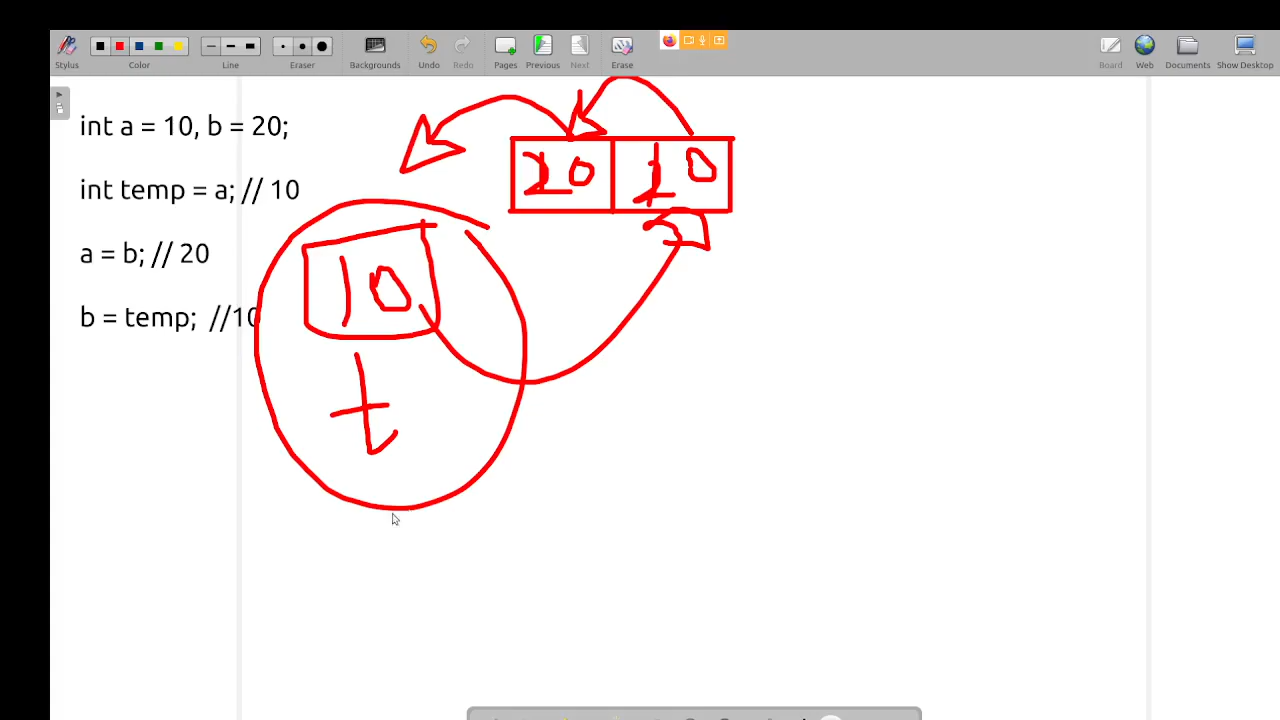 Stylus
Color
Line
Eraser
Backgrounds
Undo
Redo
Pages
Previous
Next
Erase
Board
Web
Documents
Show Desktop
int a = 10, b = 20;
20 10
int temp = a; // 10
a = b; // 20
10
b = temp; //10
t